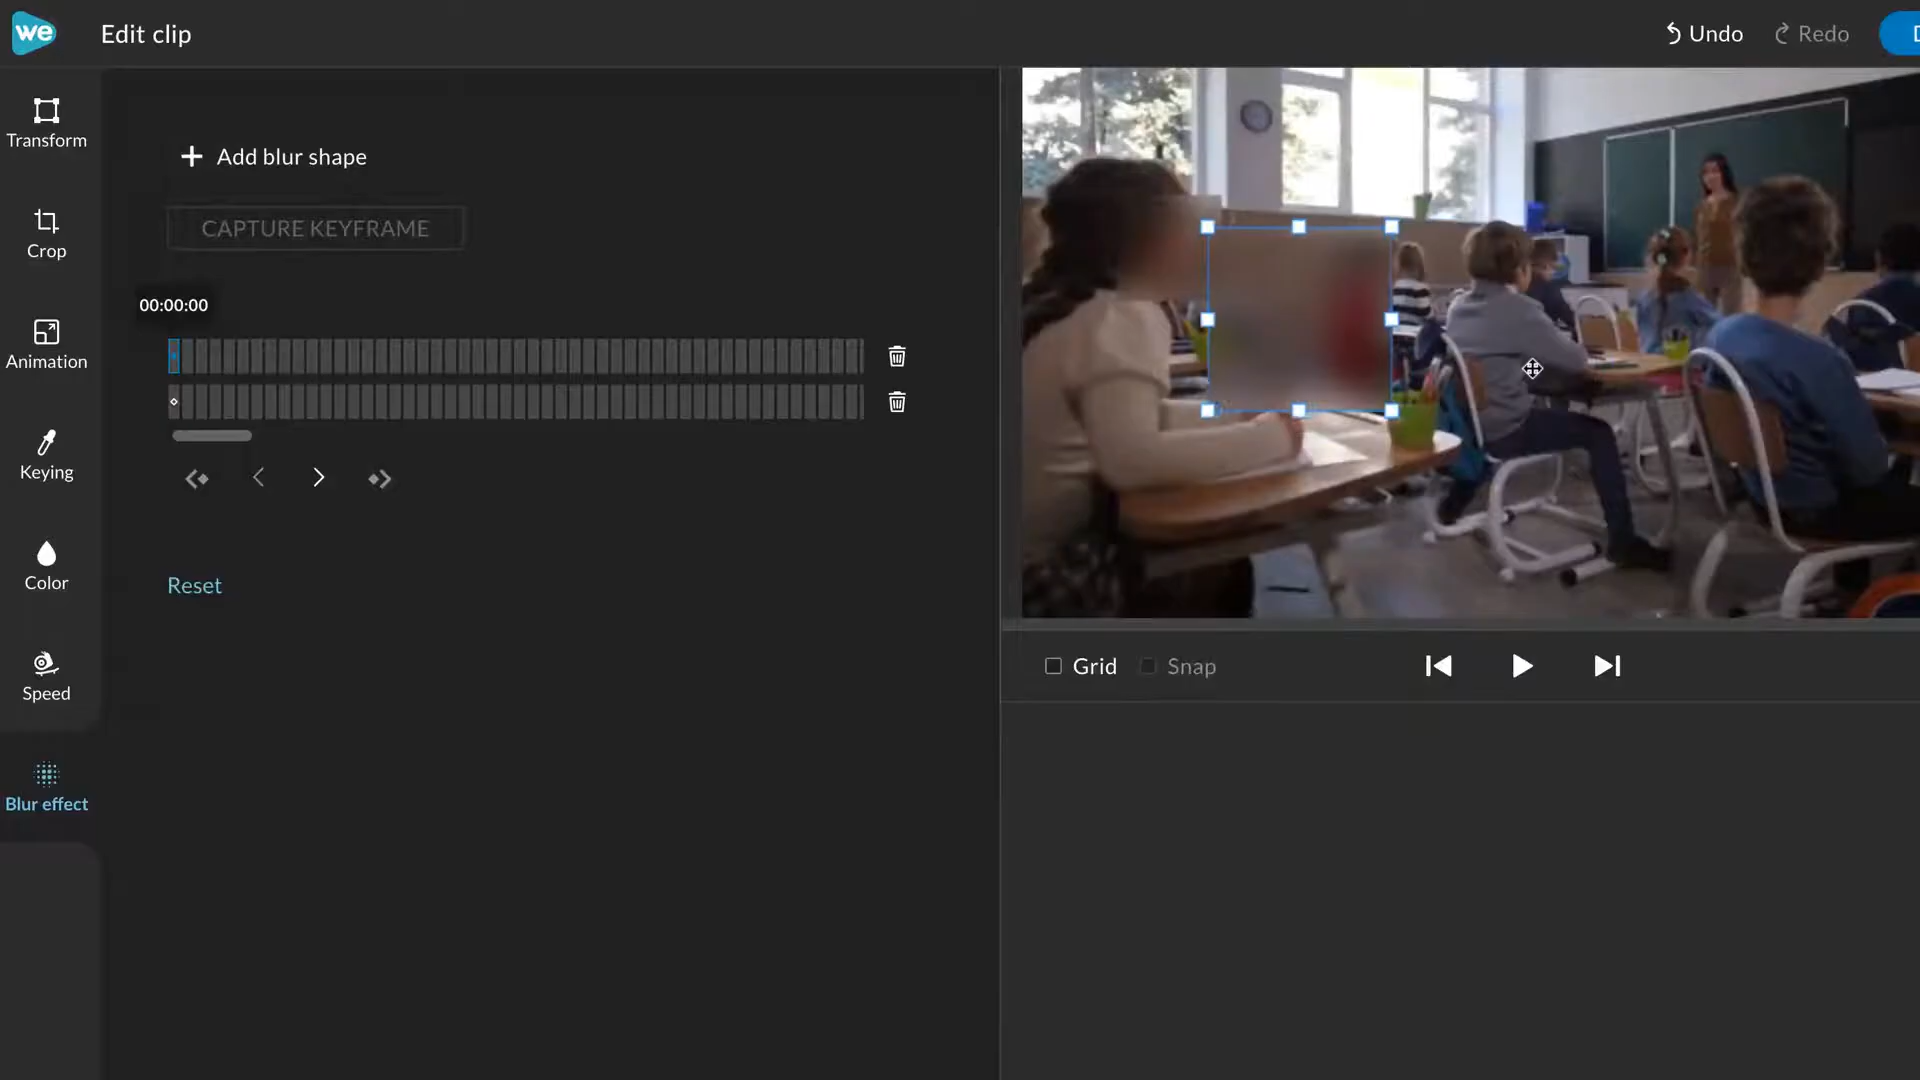 we
Edit clip
Undo
Redo
Transform
Crop
Animation
Keying
Color
Speed
Blur effect
Add blur shape
CAPTURE KEYFRAME
00:00:00
Reset
Grid
Snap